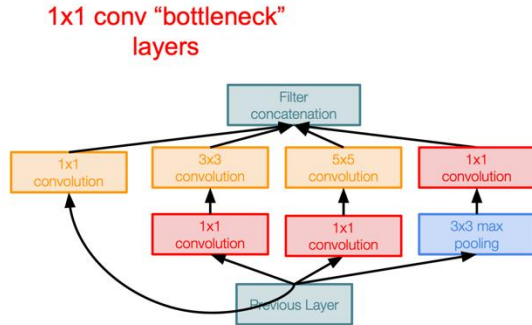 1x1 conv “bottleneck”
layers
Filter
concatenation
1x1
convolution
3x3
convolution
5x5
convolution
1x1
convolution
1x1
convolution
1x1
convolution
3x3 max
pooling
Previous Layer